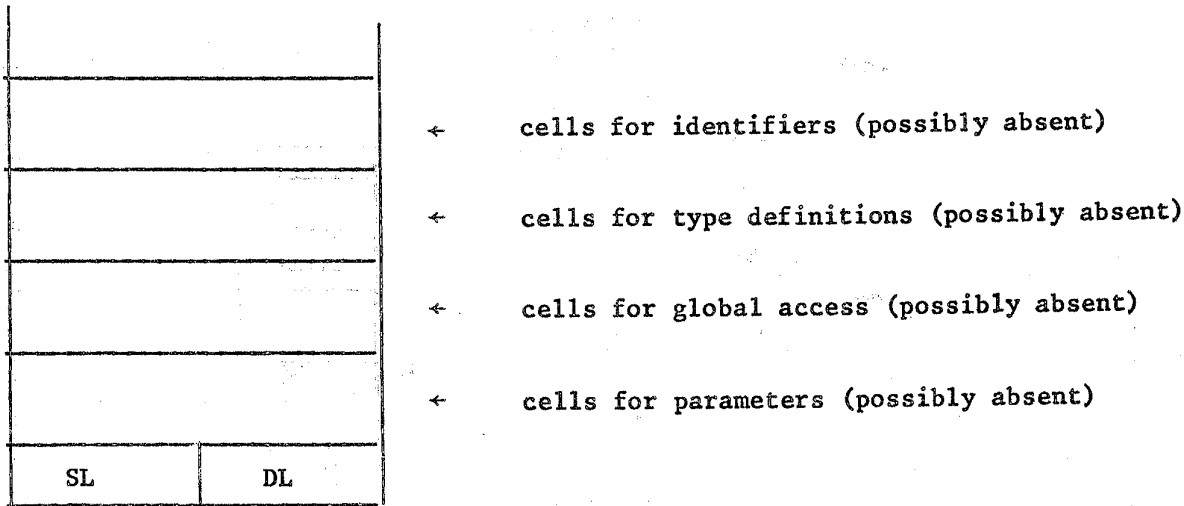 ← cells for identifiers (possibly absent)
← cells for type definitions (possibly absent)
← cells for global access (possibly absent)
← cells for parameters (possibly absent)
SL DL